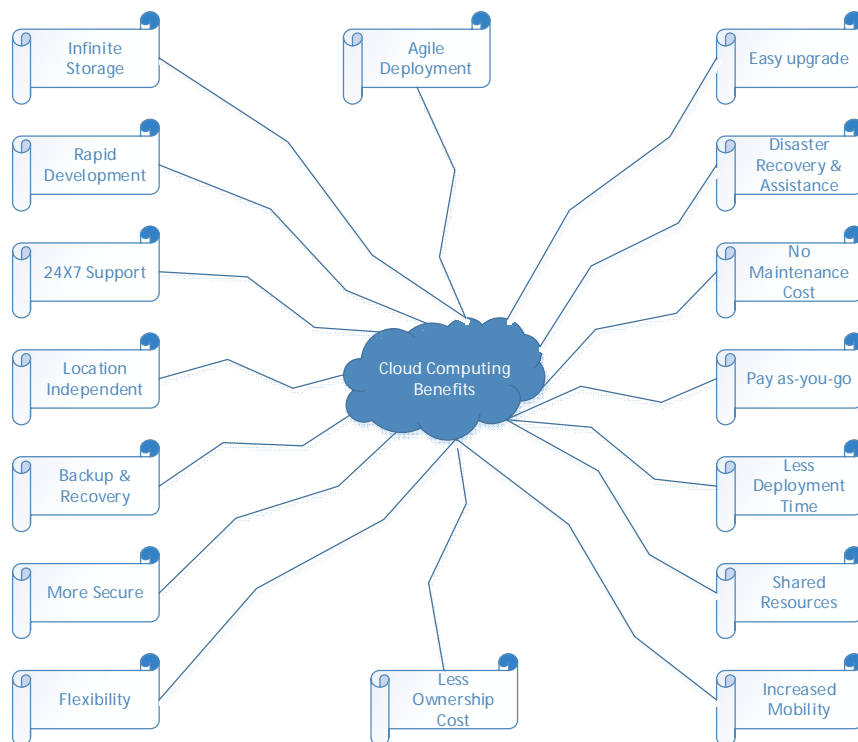 Infinite
Storage
Agile
Deployment
Easy upgrade
Rapid
Development
Disaster
Recovery &
Assistance
24X7 Support
No
Maintenance
Cost
Cloud Computing
Benefits
Location
Independent
Pay as-you-go
Backup &
Recovery
Less
Deployment
Time
More Secure
Shared
Resources
Flexibility
Less
Ownership
Cost
Increased
Mobility